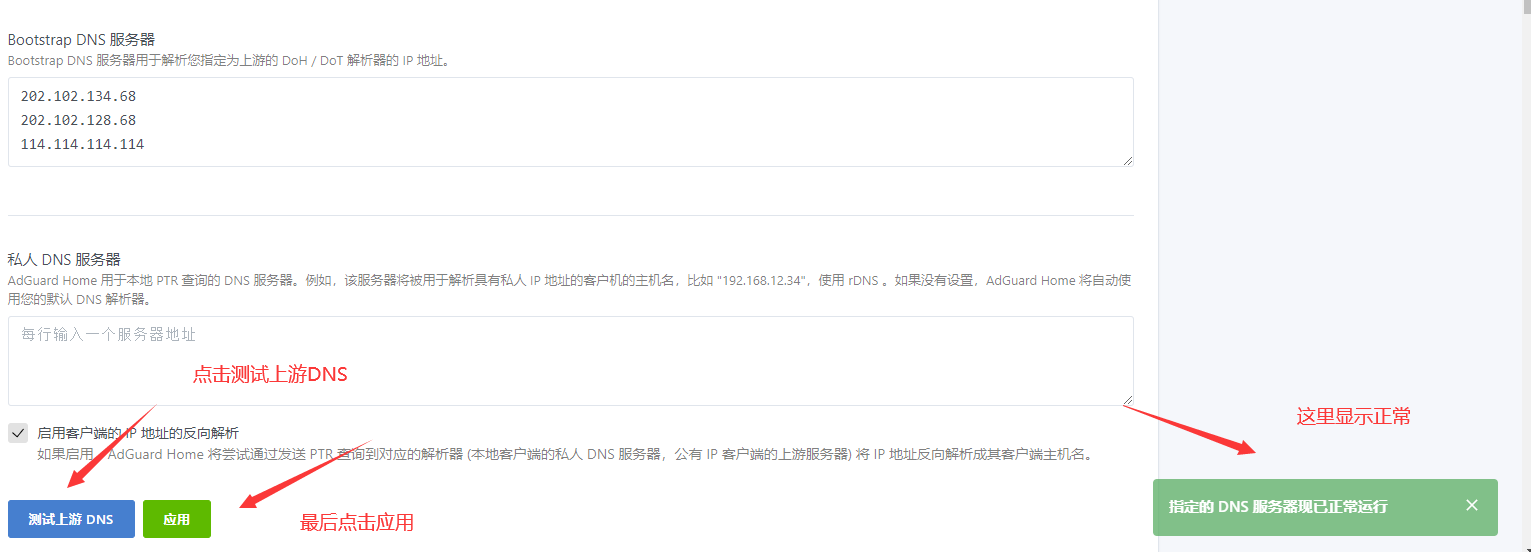 Bootstrap DNS 服务器
Bootstrap DNS 服务器用于解析您指定为上游的 DoH / DoT 解析器的 IP 地址。
202.102.134.68
202.102.128.68
114.114.114.114
私人 DNS 服务器
AdGuard Home 用于本地 PTR 查询的 DNS 服务器。例如，该服务器将被用于解析具有私人 IP 地址的客户机的主机名，比如 "192.168.12.34"，使用 rDNS 。如果没有设置，AdGuard Home 将自动使
用您的默认 DNS 解析器。
每行输入一个服务器地址
点击测试上游DNS
这里显示正常
启用客户端的 IP 地址的反向解析
如果启用，AdGuard Home 将尝试通过发送 PTR 查询到对应的解析器 (本地客户端的私人 DNS 服务器，公有 IP 客户端的上游服务器) 将 IP 地址反向解析成其客户端主机名。
测试上游 DNS
应用
最后点击应用
指定的 DNS 服务器现已正常运行